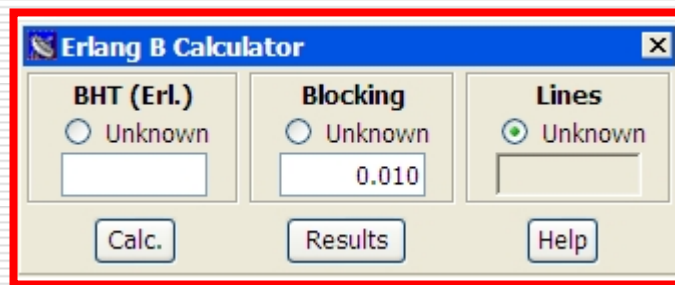 Erlang B Calculator
BHT (Erl.) Blocking Lines
Unknown Unknown Unknown
0.010
Calc. Results Help